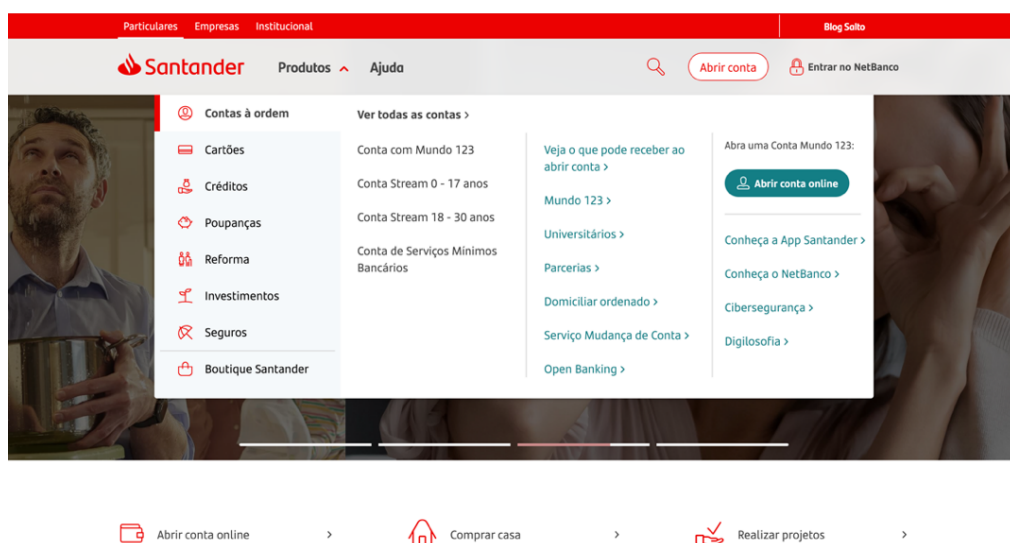 Particulares Empresas Institucional Blog Salto
Santander Produtos Ajuda Abrir conta Entrar no NetBanco
Contas à ordem
Cartões
Créditos
Poupanças
Reforma
Investimentos
Seguros
Boutique Santander
Ver todas as contas >
Conta com Mundo 123
Conta Stream 0 - 17 anos
Conta Stream 18 - 30 anos
Conta de Serviços Mínimos
Bancários
Veja o que pode receber ao
abrir conta >
Mundo 123 >
Universitários >
Parcerias >
Domiciliar ordenado >
Serviço Mudança de Conta >
Open Banking >
Abra uma Conta Mundo 123:
Abrir conta online
Conheça a App Santander >
Conheça o NetBanco >
Cibersegurança >
Digilosofia >
Abrir conta online > Comprar casa > Realizar projetos >